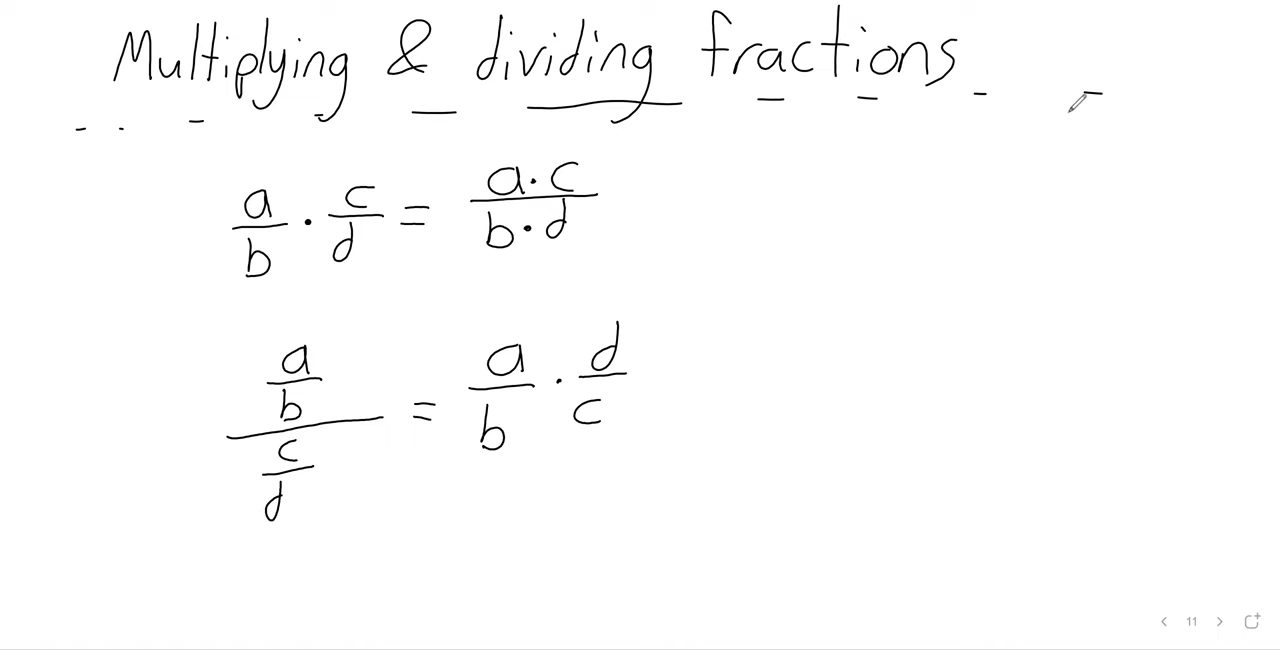 Multiplying & dividing fractions
a/b · c/d = a·c/b·d
a/b / c/d = a/b · d/c
< 11 >